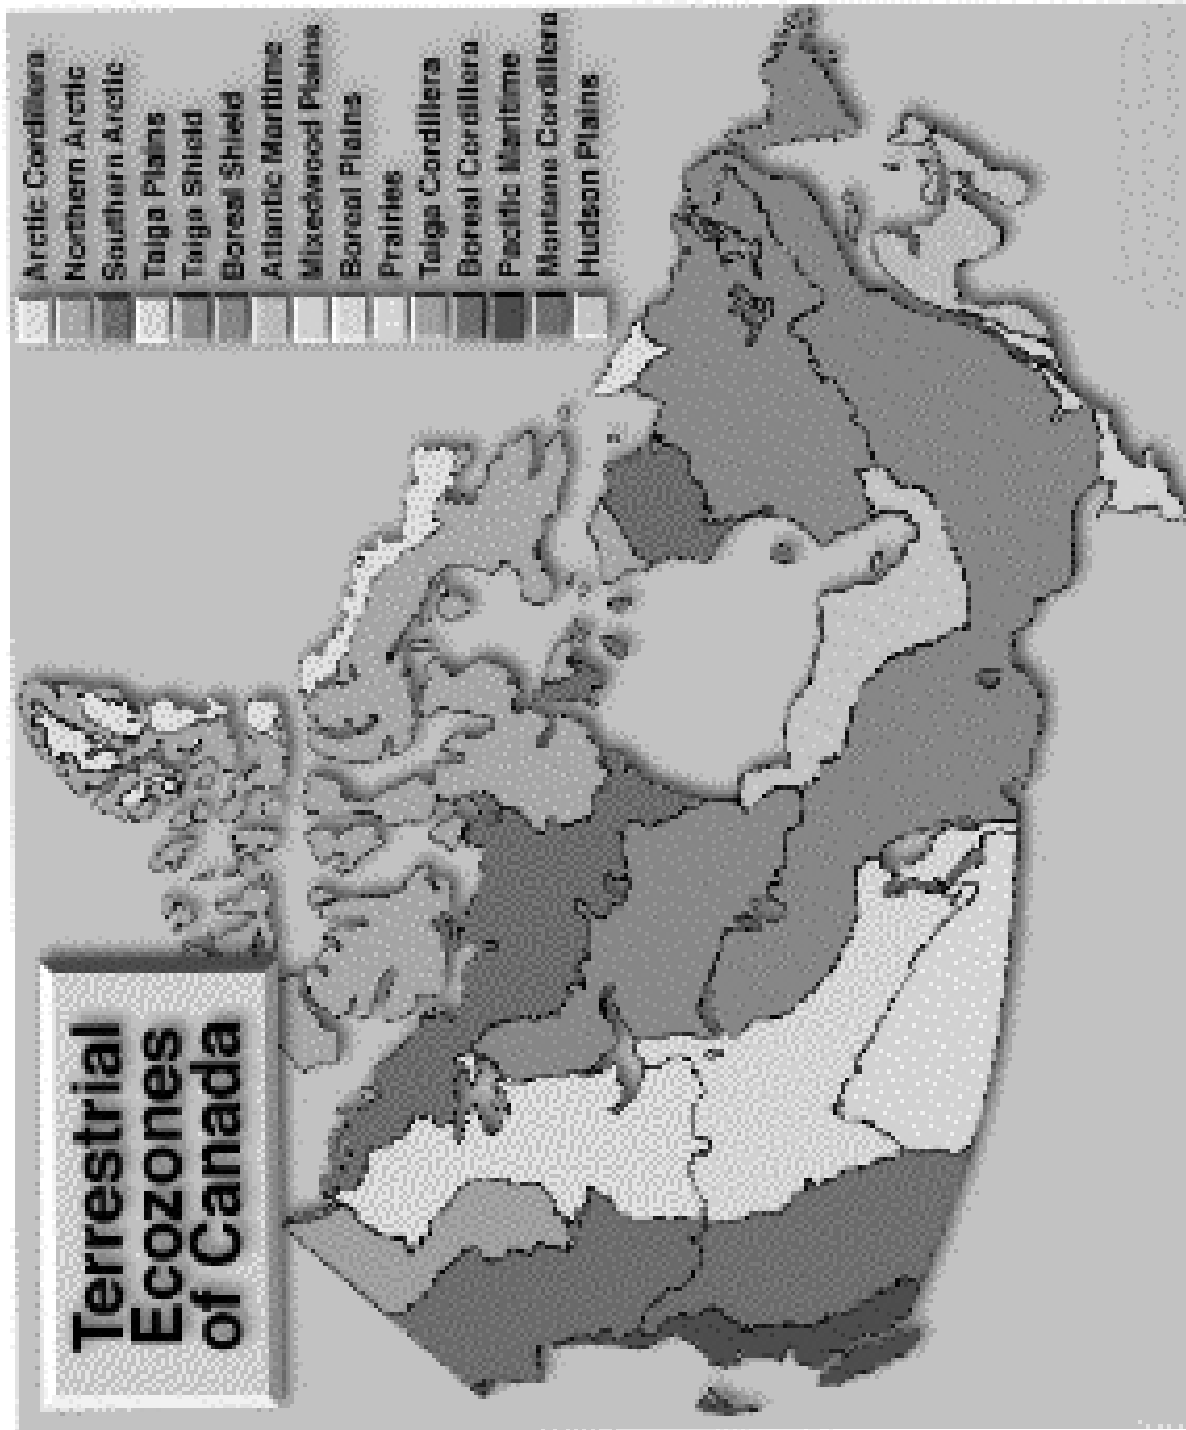 Terrestrial
Ecozones
of Canada
Arctic Cordillera
Northern Arctic
Southern Arctic
Taiga Plains
Taiga Shield
Boreal Shield
Atlantic Maritime
Mixedwood Plains
Boreal Plains
Prairies
Taiga Cordillera
Boreal Cordillera
Pacific Maritime
Montane Cordillera
Hudson Plains